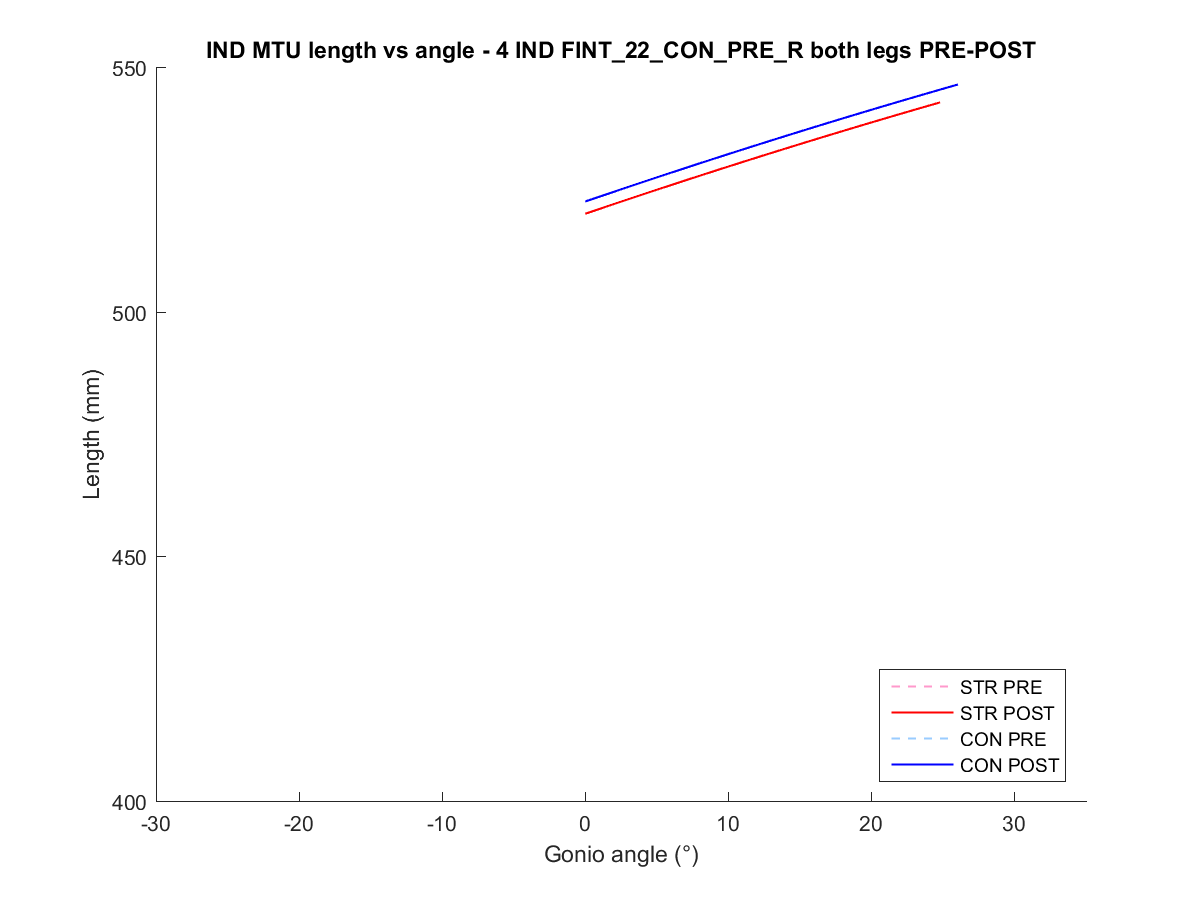 IND MTU length vs angle - 4 IND FINT_22_CON_PRE_R both legs PRE-POST
550
500
450
400
Length (mm)
-30
-20
-10
0
10
20
30
Gonio angle (°)
STR PRE
STR POST
CON PRE
CON POST